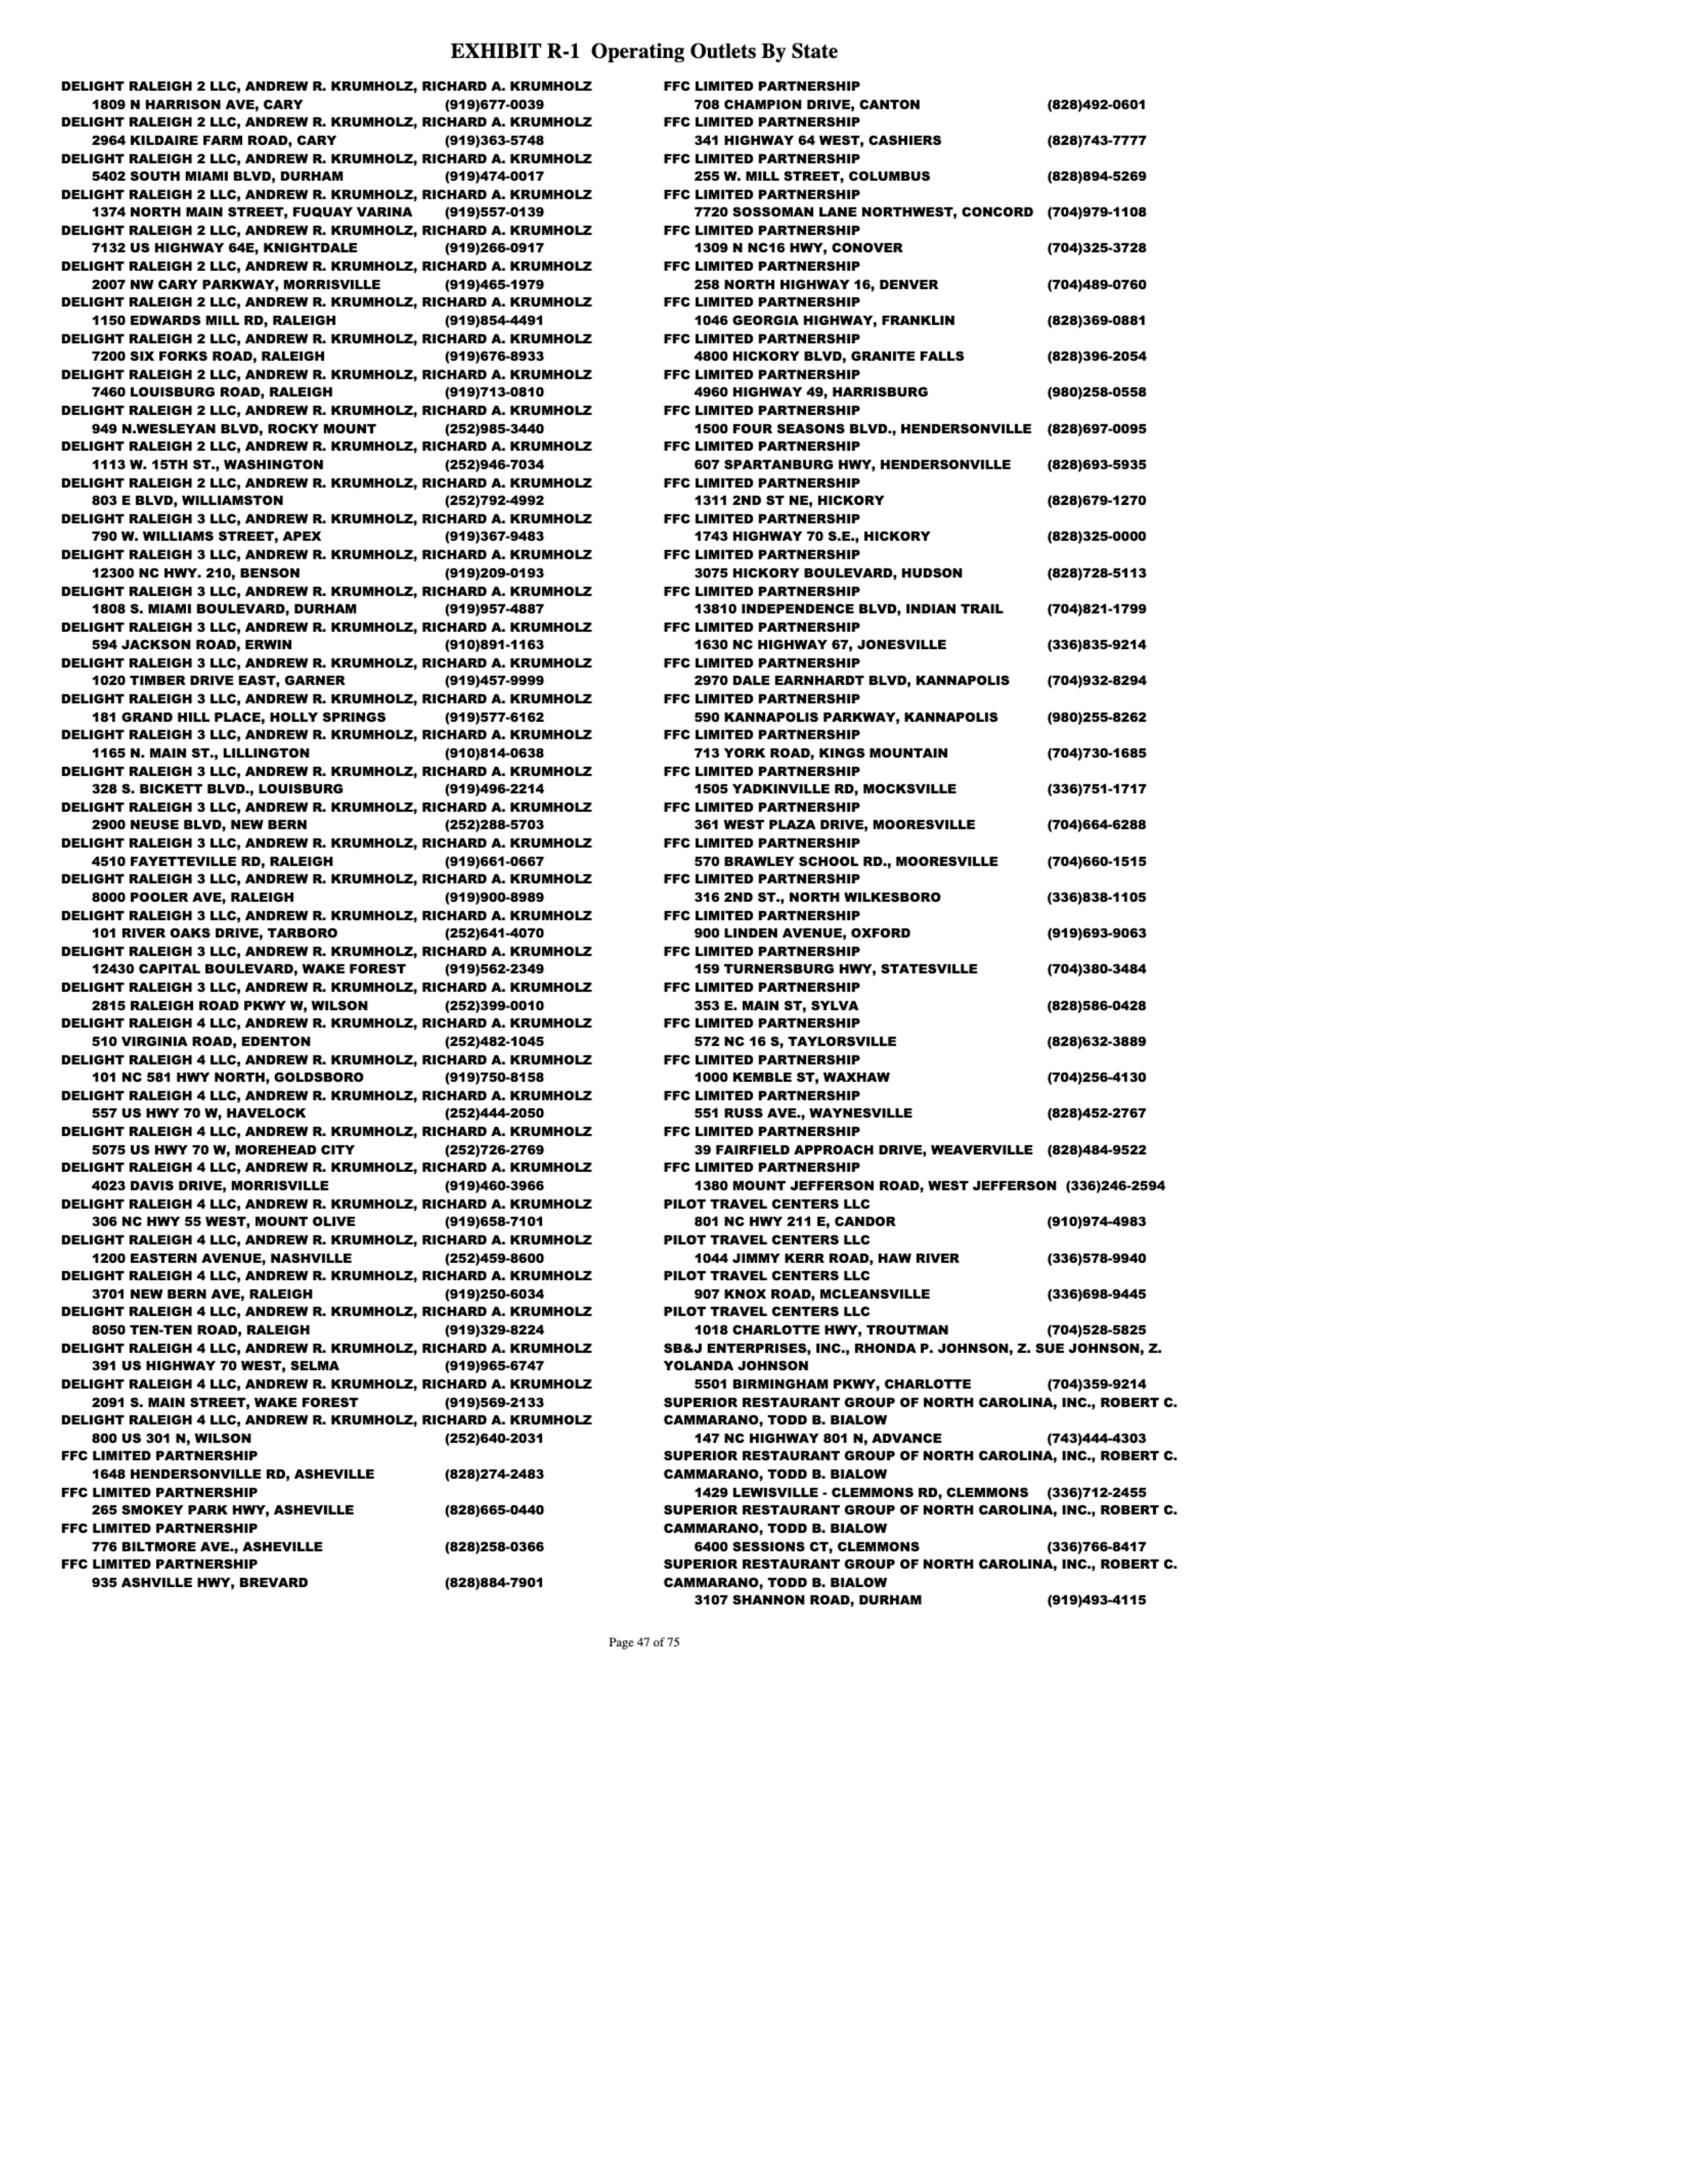 EXHIBIT R-1 Operating Outlets By State
DELIGHT RALEIGH 2 LLC, ANDREW R. KRUMHOLZ, RICHARD A. KRUMHOLZ
1809 N HARRISON AVE, CARY (919)677-0039
DELIGHT RALEIGH 2 LLC, ANDREW R. KRUMHOLZ, RICHARD A. KRUMHOLZ
2964 KILDAIRE FARM ROAD, CARY (919)363-5748
DELIGHT RALEIGH 2 LLC, ANDREW R. KRUMHOLZ, RICHARD A. KRUMHOLZ
5402 SOUTH MIAMI BLVD, DURHAM (919)474-0017
DELIGHT RALEIGH 2 LLC, ANDREW R. KRUMHOLZ, RICHARD A. KRUMHOLZ
1374 NORTH MAIN STREET, FUQUAY VARINA (919)557-0139
DELIGHT RALEIGH 2 LLC, ANDREW R. KRUMHOLZ, RICHARD A. KRUMHOLZ
7132 US HIGHWAY 64E, KNIGHTDALE (919)266-0917
DELIGHT RALEIGH 2 LLC, ANDREW R. KRUMHOLZ, RICHARD A. KRUMHOLZ
2007 NW CARY PARKWAY, MORRISVILLE (919)465-1979
DELIGHT RALEIGH 2 LLC, ANDREW R. KRUMHOLZ, RICHARD A. KRUMHOLZ
1150 EDWARDS MILL RD, RALEIGH (919)854-4491
DELIGHT RALEIGH 2 LLC, ANDREW R. KRUMHOLZ, RICHARD A. KRUMHOLZ
7200 SIX FORKS ROAD, RALEIGH (919)676-8933
DELIGHT RALEIGH 2 LLC, ANDREW R. KRUMHOLZ, RICHARD A. KRUMHOLZ
7460 LOUISBURG ROAD, RALEIGH (919)713-0810
DELIGHT RALEIGH 2 LLC, ANDREW R. KRUMHOLZ, RICHARD A. KRUMHOLZ
949 N.WESLEYAN BLVD, ROCKY MOUNT (252)985-3440
DELIGHT RALEIGH 2 LLC, ANDREW R. KRUMHOLZ, RICHARD A. KRUMHOLZ
1113 W. 15TH ST., WASHINGTON (252)946-7034
DELIGHT RALEIGH 2 LLC, ANDREW R. KRUMHOLZ, RICHARD A. KRUMHOLZ
803 E BLVD, WILLIAMSTON (252)792-4992
DELIGHT RALEIGH 3 LLC, ANDREW R. KRUMHOLZ, RICHARD A. KRUMHOLZ
790 W. WILLIAMS STREET, APEX (919)367-9483
DELIGHT RALEIGH 3 LLC, ANDREW R. KRUMHOLZ, RICHARD A. KRUMHOLZ
12300 NC HWY. 210, BENSON (919)209-0193
DELIGHT RALEIGH 3 LLC, ANDREW R. KRUMHOLZ, RICHARD A. KRUMHOLZ
1808 S. MIAMI BOULEVARD, DURHAM (919)957-4887
DELIGHT RALEIGH 3 LLC, ANDREW R. KRUMHOLZ, RICHARD A. KRUMHOLZ
594 JACKSON ROAD, ERWIN (910)891-1163
DELIGHT RALEIGH 3 LLC, ANDREW R. KRUMHOLZ, RICHARD A. KRUMHOLZ
1020 TIMBER DRIVE EAST, GARNER (919)457-9999
DELIGHT RALEIGH 3 LLC, ANDREW R. KRUMHOLZ, RICHARD A. KRUMHOLZ
181 GRAND HILL PLACE, HOLLY SPRINGS (919)577-6162
DELIGHT RALEIGH 3 LLC, ANDREW R. KRUMHOLZ, RICHARD A. KRUMHOLZ
1165 N. MAIN ST., LILLINGTON (910)814-0638
DELIGHT RALEIGH 3 LLC, ANDREW R. KRUMHOLZ, RICHARD A. KRUMHOLZ
328 S. BICKETT BLVD., LOUISBURG (919)496-2214
DELIGHT RALEIGH 3 LLC, ANDREW R. KRUMHOLZ, RICHARD A. KRUMHOLZ
2900 NEUSE BLVD, NEW BERN (252)288-5703
DELIGHT RALEIGH 3 LLC, ANDREW R. KRUMHOLZ, RICHARD A. KRUMHOLZ
4510 FAYETTEVILLE RD, RALEIGH (919)661-0667
DELIGHT RALEIGH 3 LLC, ANDREW R. KRUMHOLZ, RICHARD A. KRUMHOLZ
8000 POOLER AVE, RALEIGH (919)900-8989
DELIGHT RALEIGH 3 LLC, ANDREW R. KRUMHOLZ, RICHARD A. KRUMHOLZ
101 RIVER OAKS DRIVE, TARBORO (252)641-4070
DELIGHT RALEIGH 3 LLC, ANDREW R. KRUMHOLZ, RICHARD A. KRUMHOLZ
12430 CAPITAL BOULEVARD, WAKE FOREST (919)562-2349
DELIGHT RALEIGH 3 LLC, ANDREW R. KRUMHOLZ, RICHARD A. KRUMHOLZ
2815 RALEIGH ROAD PKWY W, WILSON (252)399-0010
DELIGHT RALEIGH 4 LLC, ANDREW R. KRUMHOLZ, RICHARD A. KRUMHOLZ
510 VIRGINIA ROAD, EDENTON (252)482-1045
DELIGHT RALEIGH 4 LLC, ANDREW R. KRUMHOLZ, RICHARD A. KRUMHOLZ
101 NC 581 HWY NORTH, GOLDSBORO (919)750-8158
DELIGHT RALEIGH 4 LLC, ANDREW R. KRUMHOLZ, RICHARD A. KRUMHOLZ
557 US HWY 70 W, HAVELOCK (252)444-2050
DELIGHT RALEIGH 4 LLC, ANDREW R. KRUMHOLZ, RICHARD A. KRUMHOLZ
5075 US HWY 70 W, MOREHEAD CITY (252)726-2769
DELIGHT RALEIGH 4 LLC, ANDREW R. KRUMHOLZ, RICHARD A. KRUMHOLZ
4023 DAVIS DRIVE, MORRISVILLE (919)460-3966
DELIGHT RALEIGH 4 LLC, ANDREW R. KRUMHOLZ, RICHARD A. KRUMHOLZ
306 NC HWY 55 WEST, MOUNT OLIVE (919)658-7101
DELIGHT RALEIGH 4 LLC, ANDREW R. KRUMHOLZ, RICHARD A. KRUMHOLZ
1200 EASTERN AVENUE, NASHVILLE (252)459-8600
DELIGHT RALEIGH 4 LLC, ANDREW R. KRUMHOLZ, RICHARD A. KRUMHOLZ
3701 NEW BERN AVE, RALEIGH (919)250-6034
DELIGHT RALEIGH 4 LLC, ANDREW R. KRUMHOLZ, RICHARD A. KRUMHOLZ
8050 TEN-TEN ROAD, RALEIGH (919)329-8224
DELIGHT RALEIGH 4 LLC, ANDREW R. KRUMHOLZ, RICHARD A. KRUMHOLZ
391 US HIGHWAY 70 WEST, SELMA (919)965-6747
DELIGHT RALEIGH 4 LLC, ANDREW R. KRUMHOLZ, RICHARD A. KRUMHOLZ
2091 S. MAIN STREET, WAKE FOREST (919)569-2133
DELIGHT RALEIGH 4 LLC, ANDREW R. KRUMHOLZ, RICHARD A. KRUMHOLZ
800 US 301 N, WILSON (252)640-2031
FFC LIMITED PARTNERSHIP
1648 HENDERSONVILLE RD, ASHEVILLE (828)274-2483
FFC LIMITED PARTNERSHIP
265 SMOKEY PARK HWY, ASHEVILLE (828)665-0440
FFC LIMITED PARTNERSHIP
776 BILTMORE AVE., ASHEVILLE (828)258-0366
FFC LIMITED PARTNERSHIP
935 ASHVILLE HWY, BREVARD (828)884-7901
FFC LIMITED PARTNERSHIP
708 CHAMPION DRIVE, CANTON (828)492-0601
FFC LIMITED PARTNERSHIP
341 HIGHWAY 64 WEST, CASHIERS (828)743-7777
FFC LIMITED PARTNERSHIP
255 W. MILL STREET, COLUMBUS (828)894-5269
FFC LIMITED PARTNERSHIP
7720 SOSSOMAN LANE NORTHWEST, CONCORD (704)979-1108
FFC LIMITED PARTNERSHIP
1309 N NC16 HWY, CONOVER (704)325-3728
FFC LIMITED PARTNERSHIP
258 NORTH HIGHWAY 16, DENVER (704)489-0760
FFC LIMITED PARTNERSHIP
1046 GEORGIA HIGHWAY, FRANKLIN (828)369-0881
FFC LIMITED PARTNERSHIP
4800 HICKORY BLVD, GRANITE FALLS (828)396-2054
FFC LIMITED PARTNERSHIP
4960 HIGHWAY 49, HARRISBURG (980)258-0558
FFC LIMITED PARTNERSHIP
1500 FOUR SEASONS BLVD., HENDERSONVILLE (828)697-0095
FFC LIMITED PARTNERSHIP
607 SPARTANBURG HWY, HENDERSONVILLE (828)693-5935
FFC LIMITED PARTNERSHIP
1311 2ND ST NE, HICKORY (828)679-1270
FFC LIMITED PARTNERSHIP
1743 HIGHWAY 70 S.E., HICKORY (828)325-0000
FFC LIMITED PARTNERSHIP
3075 HICKORY BOULEVARD, HUDSON (828)728-5113
FFC LIMITED PARTNERSHIP
13810 INDEPENDENCE BLVD, INDIAN TRAIL (704)821-1799
FFC LIMITED PARTNERSHIP
1630 NC HIGHWAY 67, JONESVILLE (336)835-9214
FFC LIMITED PARTNERSHIP
2970 DALE EARNHARDT BLVD, KANNAPOLIS (704)932-8294
FFC LIMITED PARTNERSHIP
590 KANNAPOLIS PARKWAY, KANNAPOLIS (980)255-8262
FFC LIMITED PARTNERSHIP
713 YORK ROAD, KINGS MOUNTAIN (704)730-1685
FFC LIMITED PARTNERSHIP
1505 YADKINVILLE RD, MOCKSVILLE (336)751-1717
FFC LIMITED PARTNERSHIP
361 WEST PLAZA DRIVE, MOORESVILLE (704)664-6288
FFC LIMITED PARTNERSHIP
570 BRAWLEY SCHOOL RD., MOORESVILLE (704)660-1515
FFC LIMITED PARTNERSHIP
316 2ND ST., NORTH WILKESBORO (336)838-1105
FFC LIMITED PARTNERSHIP
900 LINDEN AVENUE, OXFORD (919)693-9063
FFC LIMITED PARTNERSHIP
159 TURNERSBURG HWY, STATESVILLE (704)380-3484
FFC LIMITED PARTNERSHIP
353 E. MAIN ST, SYLVA (828)586-0428
FFC LIMITED PARTNERSHIP
572 NC 16 S, TAYLORSVILLE (828)632-3889
FFC LIMITED PARTNERSHIP
1000 KEMBLE ST, WAXHAW (704)256-4130
FFC LIMITED PARTNERSHIP
551 RUSS AVE., WAYNESVILLE (828)452-2767
FFC LIMITED PARTNERSHIP
39 FAIRFIELD APPROACH DRIVE, WEAVERVILLE (828)484-9522
FFC LIMITED PARTNERSHIP
1380 MOUNT JEFFERSON ROAD, WEST JEFFERSON (336)246-2594
PILOT TRAVEL CENTERS LLC
801 NC HWY 211 E, CANDOR (910)974-4983
PILOT TRAVEL CENTERS LLC
1044 JIMMY KERR ROAD, HAW RIVER (336)578-9940
PILOT TRAVEL CENTERS LLC
907 KNOX ROAD, MCLEANSVILLE (336)698-9445
PILOT TRAVEL CENTERS LLC
1018 CHARLOTTE HWY, TROUTMAN (704)528-5825
SB&J ENTERPRISES, INC., RHONDA P. JOHNSON, Z. SUE JOHNSON, Z.
YOLANDA JOHNSON
5501 BIRMINGHAM PKWY, CHARLOTTE (704)359-9214
SUPERIOR RESTAURANT GROUP OF NORTH CAROLINA, INC., ROBERT C.
CAMMARANO, TODD B. BIALOW
147 NC HIGHWAY 801 N, ADVANCE (743)444-4303
SUPERIOR RESTAURANT GROUP OF NORTH CAROLINA, INC., ROBERT C.
CAMMARANO, TODD B. BIALOW
1429 LEWISVILLE - CLEMMONS RD, CLEMMONS (336)712-2455
SUPERIOR RESTAURANT GROUP OF NORTH CAROLINA, INC., ROBERT C.
CAMMARANO, TODD B. BIALOW
6400 SESSIONS CT, CLEMMONS (336)766-8417
SUPERIOR RESTAURANT GROUP OF NORTH CAROLINA, INC., ROBERT C.
CAMMARANO, TODD B. BIALOW
3107 SHANNON ROAD, DURHAM (919)493-4115
Page 47 of 75